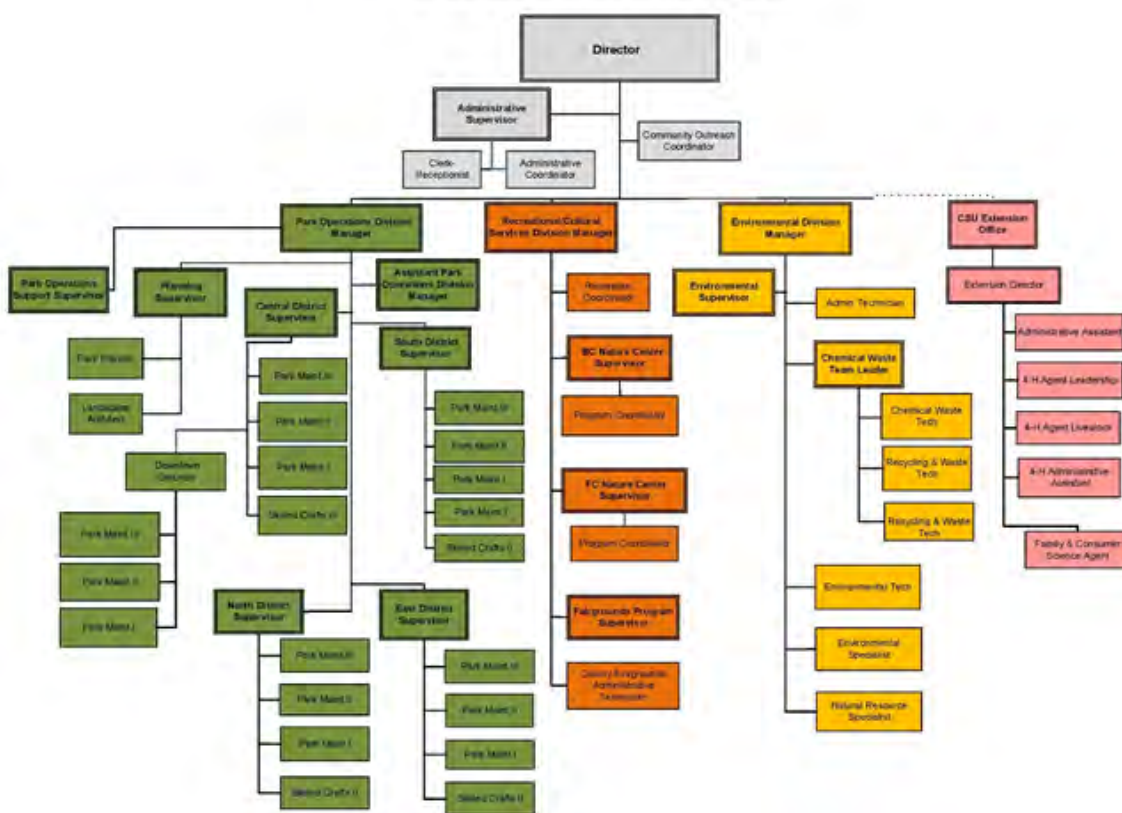 Director
Administrative
Supervisor
Community Outreach
Coordinator
Clerk-
Receptionist
Administrative
Coordinator
Park Operations Division
Manager
Recreational/Cultural
Services Division Manager
Environmental Division
Manager
CSU Extension
Office
Park Operations
Support Supervisor
Planning
Supervisor
Assistant Park
Operations Division
Manager
Central District
Supervisor
South District
Supervisor
Recreation
Coordinator
Environmental
Supervisor
Admin Technician
Extension Director
Administrative Assistant
Park Planner
Landscape
Architect
Park Maint.III
Park Maint.I
Park Maint.I
Skilled Crafts III
Park Maint.III
Park Maint.II
Park Maint.I
Park Maint.I
Skilled Crafts II
BC Nature Center
Supervisor
Program Coordinator
Chemical Waste
Team Leader
4-H Agent Leadership
Chemical Waste
Tech
4-H Agent Livestock
Recycling & Waste
Tech
4-H Administrative
Assistant
Recycling & Waste
Tech
Family & Consumer
Science Agent
Downtown
Park Maint.III
Park Maint.II
Park Maint.I
FC Nature Center
Supervisor
Program Coordinator
Environmental Tech
North District
Supervisor
East District
Supervisor
Fairgrounds Program
Supervisor
Environmental
Specialist
Administrative
Technician
Natural Resource
Specialist
Park Maint.III
Park Maint.II
Park Maint.I
Skilled Crafts II
Park Maint.III
Park Maint.II
Park Maint.I
Skilled Crafts II